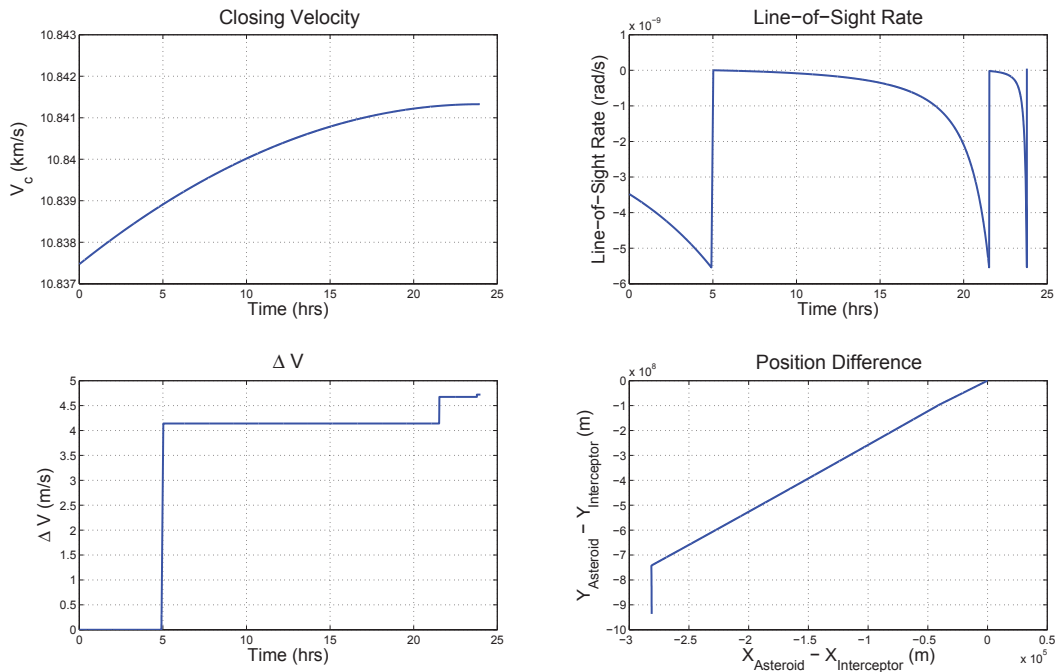 Closing Velocity
10.843
10.842
10.841
10.84
10.839
10.838
10.837
V_c (km/s)
0 5 10 15 20 25
Time (hrs)
Line−of−Sight Rate
x 10^−9
1
0
−1
−2
−3
−4
−5
−6
Line−of−Sight Rate (rad/s)
0 5 10 15 20 25
Time (hrs)
Δ V
5
4.5
4
3.5
3
2.5
2
1.5
1
0.5
0
Δ V (m/s)
0 5 10 15 20 25
Time (hrs)
Position Difference
x 10^8
0
−1
−2
−3
−4
−5
−6
−7
−8
−9
−10
Y_Asteroid − Y_Interceptor (m)
−3 −2.5 −2 −1.5 −1 −0.5 0 0.5
X_Asteroid − X_Interceptor (m)
x 10^5